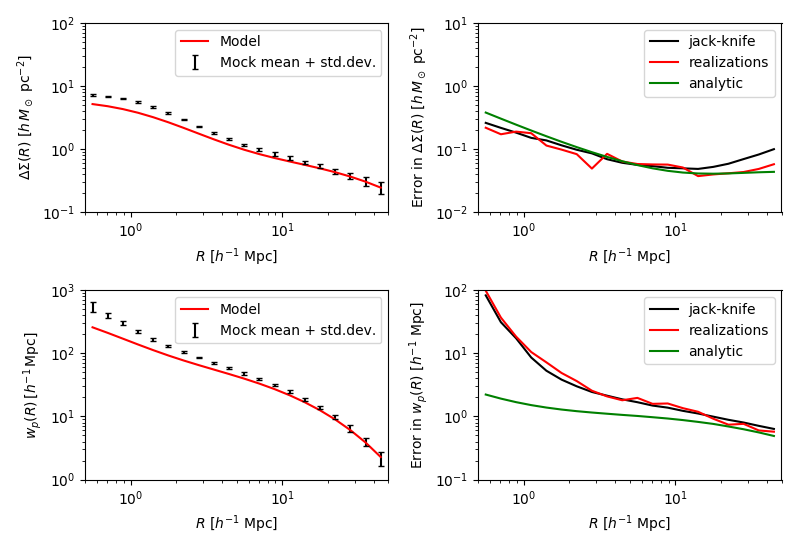 10² 10¹ 10⁰ 10⁻¹
ΔΣ(R) [h M⊙ pc⁻²]
Model
Mock mean + std.dev.
10⁰ 10¹
R [h⁻¹ Mpc]
10¹ 10⁰ 10⁻¹ 10⁻²
Error in ΔΣ(R) [h M⊙ pc⁻²]
jack-knife
realizations
analytic
10⁰ 10¹
R [h⁻¹ Mpc]
10³ 10² 10¹ 10⁰
wₚ(R) [h⁻¹Mpc]
Model
Mock mean + std.dev.
10⁰ 10¹
R [h⁻¹ Mpc]
10² 10¹ 10⁰ 10⁻¹
Error in wₚ(R) [h⁻¹ Mpc]
jack-knife
realizations
analytic
10⁰ 10¹
R [h⁻¹ Mpc]